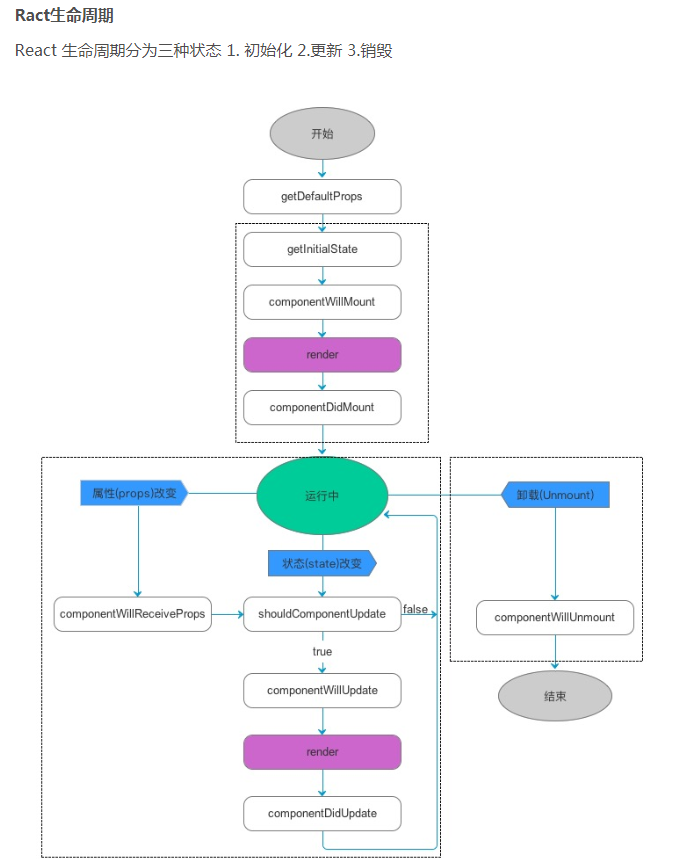 Ract生命周期
React 生命周期分为三种状态 1. 初始化 2.更新 3.销毁
开始
getDefaultProps
getInitialState
componentWillMount
render
componentDidMount
属性(props)改变
运行中
卸载(Unmount)
状态(state)改变
componentWillReceiveProps
shouldComponentUpdate
false
componentWillUnmount
true
componentWillUpdate
结束
render
componentDidUpdate